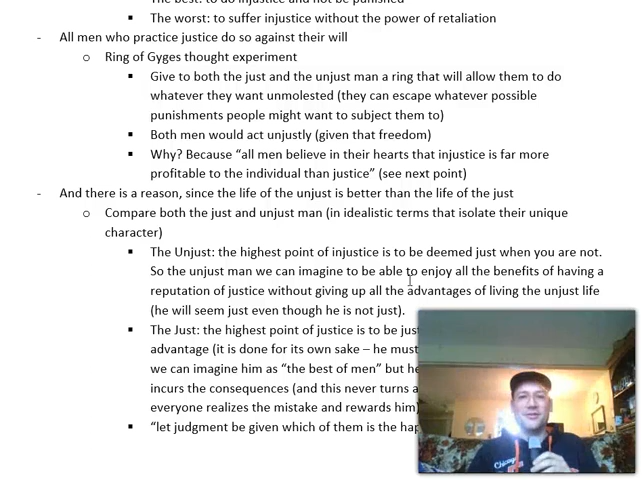 The best: to do injustice and not be punished
▪ The worst: to suffer injustice without the power of retaliation
- All men who practice justice do so against their will
o Ring of Gyges thought experiment
▪ Give to both the just and the unjust man a ring that will allow them to do
whatever they want unmolested (they can escape whatever possible
punishments people might want to subject them to)
▪ Both men would act unjustly (given that freedom)
▪ Why? Because “all men believe in their hearts that injustice is far more
profitable to the individual than justice” (see next point)
- And there is a reason, since the life of the unjust is better than the life of the just
o Compare both the just and unjust man (in idealistic terms that isolate their unique
character)
▪ The Unjust: the highest point of injustice is to be deemed just when you are not.
So the unjust man we can imagine to be able to enjoy all the benefits of having a
reputation of justice without giving up all the advantages of living the unjust life
(he will seem just even though he is not just).
▪ The Just: the highest point of justice is to be just
advantage (it is done for its own sake – he must
we can imagine him as “the best of men” but he
incurs the consequences (and this never turns a
everyone realizes the mistake and rewards him)
▪ “let judgment be given which of them is the hap
Chicago